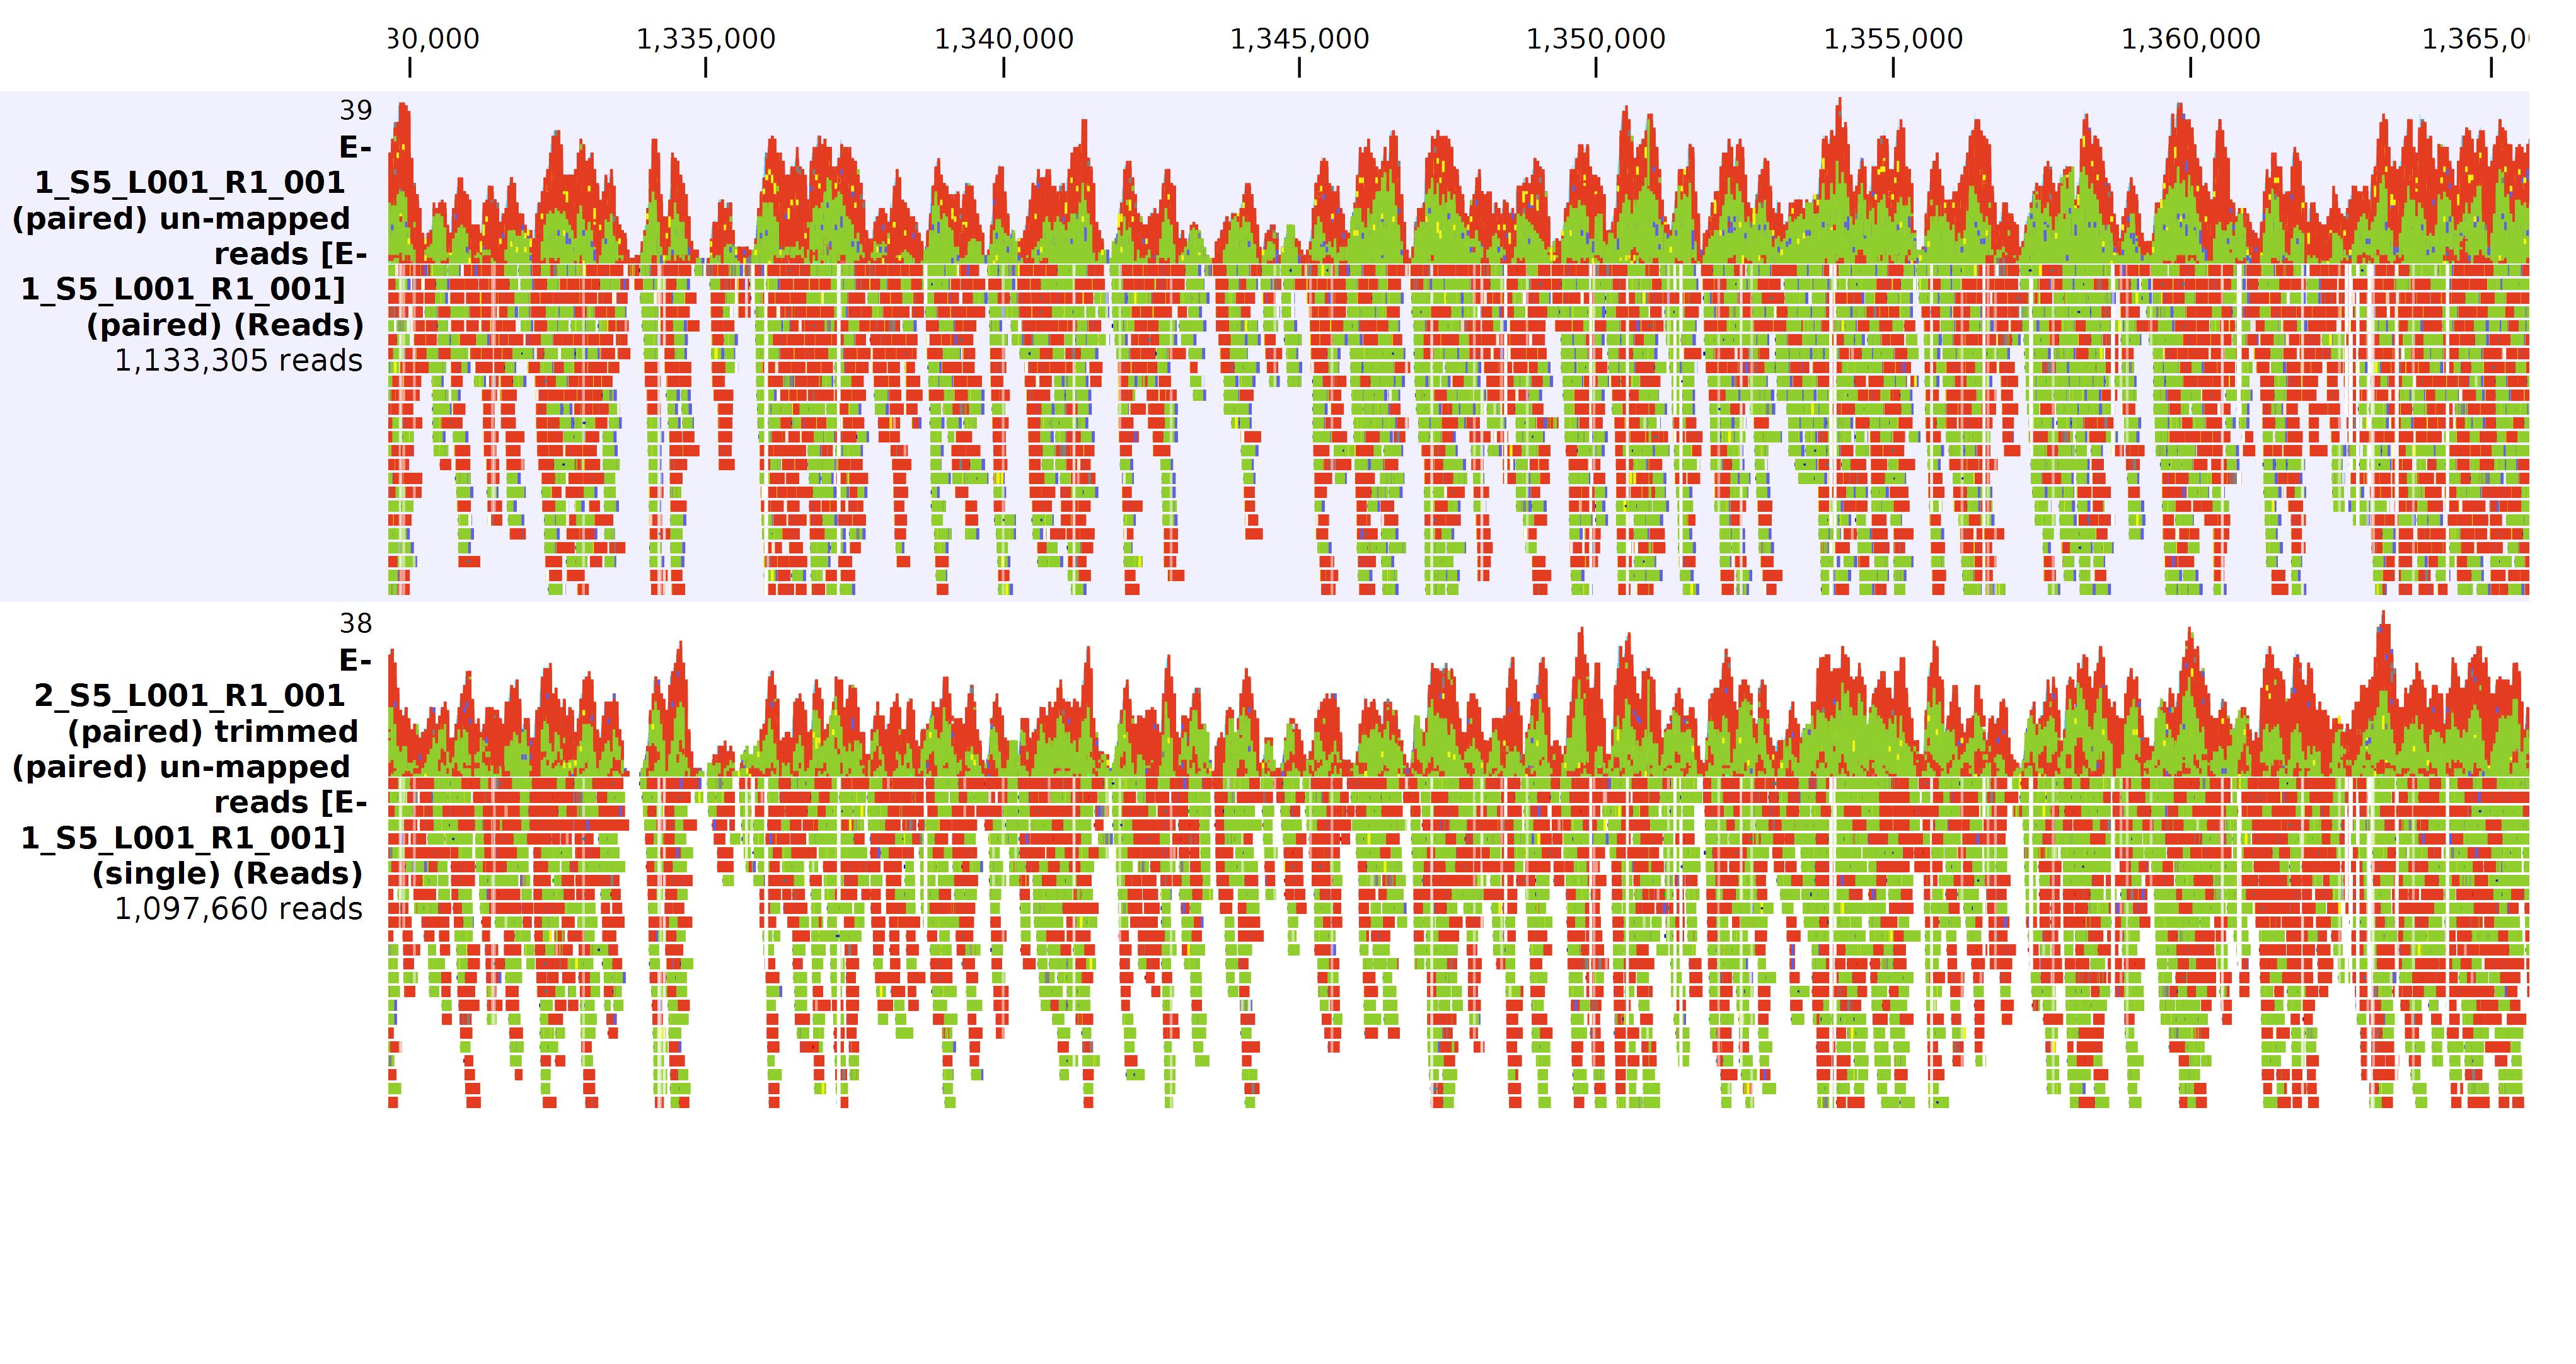 30,000 1,335,000 1,340,000 1,345,000 1,350,000 1,355,000 1,360,000 1,365,0
39
E-
1_S5_L001_R1_001
(paired) un-mapped
reads [E-
1_S5_L001_R1_001]
(paired) (Reads)
1,133,305 reads
38
E-
2_S5_L001_R1_001
(paired) trimmed
(paired) un-mapped
reads [E-
1_S5_L001_R1_001]
(single) (Reads)
1,097,660 reads